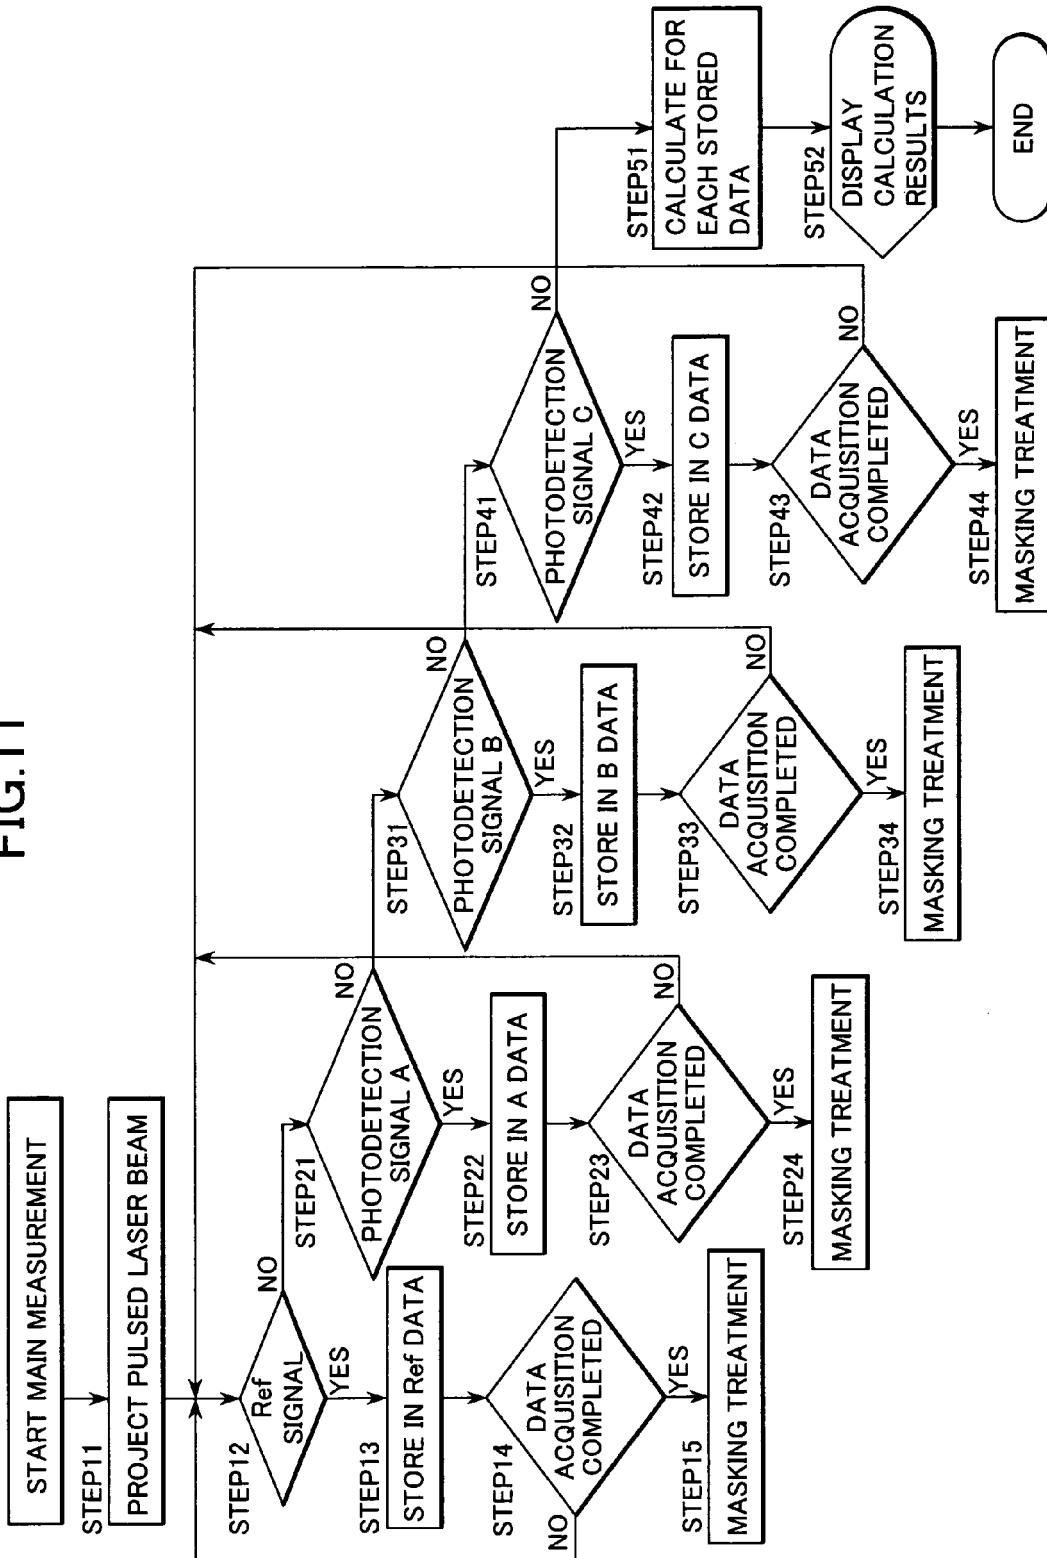 FIG.11
START MAIN MEASUREMENT
STEP11
PROJECT PULSED LASER BEAM
STEP12
Ref
SIGNAL
NO
YES
STEP13
STORE IN Ref DATA
STEP14
DATA
ACQUISITION
COMPLETED
NO
YES
STEP15
MASKING TREATMENT
STEP21
PHOTODETECTION
SIGNAL A
NO
YES
STEP22
STORE IN A DATA
STEP23
DATA
ACQUISITION
COMPLETED
NO
YES
STEP24
MASKING TREATMENT
STEP31
PHOTODETECTION
SIGNAL B
NO
YES
STEP32
STORE IN B DATA
STEP33
DATA
ACQUISITION
COMPLETED
NO
YES
STEP34
MASKING TREATMENT
STEP41
PHOTODETECTION
SIGNAL C
NO
YES
STEP42
STORE IN C DATA
STEP43
DATA
ACQUISITION
COMPLETED
NO
YES
STEP44
MASKING TREATMENT
STEP51
CALCULATE FOR
EACH STORED
DATA
STEP52
DISPLAY
CALCULATION
RESULTS
END